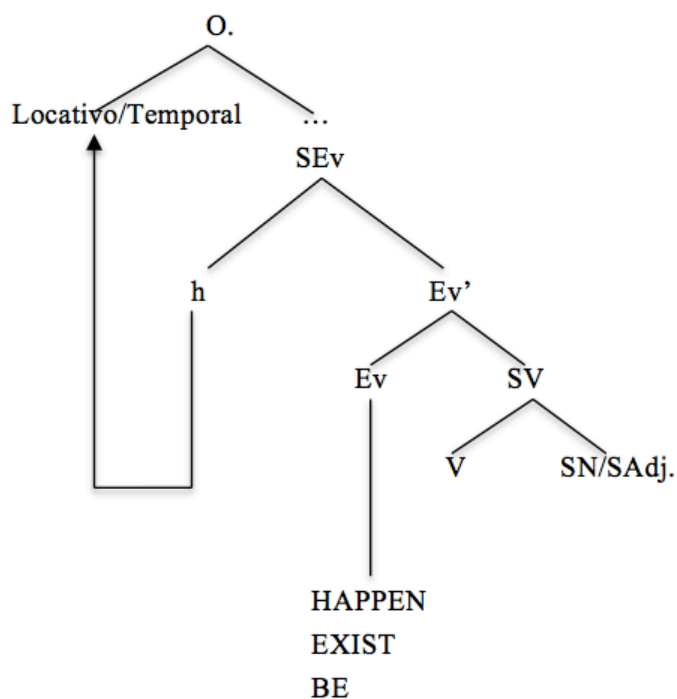 O.
Locativo/Temporal ...
SEv
h Ev’
Ev SV
V SN/SAdj.
HAPPEN
EXIST
BE